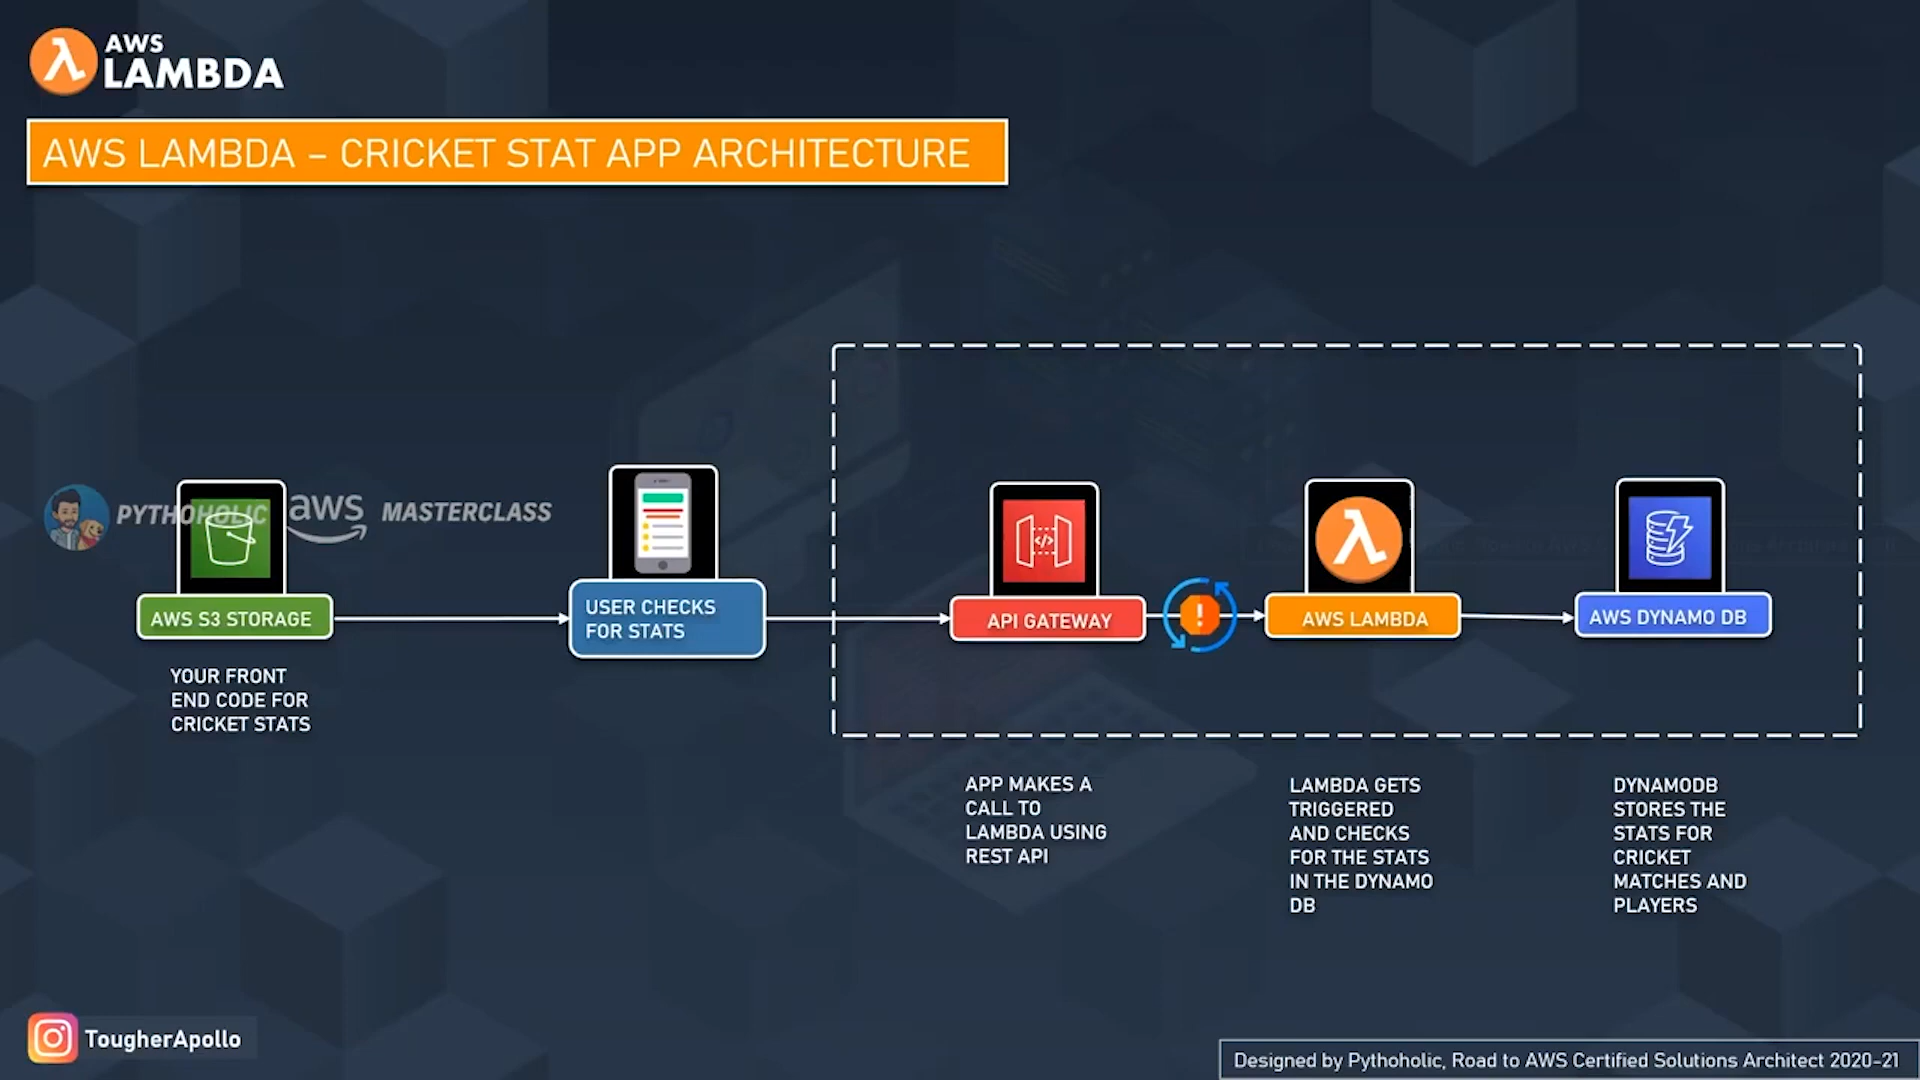 AWS
LAMBDA
AWS LAMBDA – CRICKET STAT APP ARCHITECTURE
PYTHOHOLIC aws MASTERCLASS
AWS S3 STORAGE
YOUR FRONT
END CODE FOR
CRICKET STATS
USER CHECKS
FOR STATS
API GATEWAY
AWS LAMBDA
AWS DYNAMO DB
APP MAKES A
CALL TO
LAMBDA USING
REST API
LAMBDA GETS
TRIGGERED
AND CHECKS
FOR THE STATS
IN THE DYNAMO
DB
DYNAMODB
STORES THE
STATS FOR
CRICKET
MATCHES AND
PLAYERS
TougherApollo
Designed by Pythoholic, Road to AWS Certified Solutions Architect 2020-21